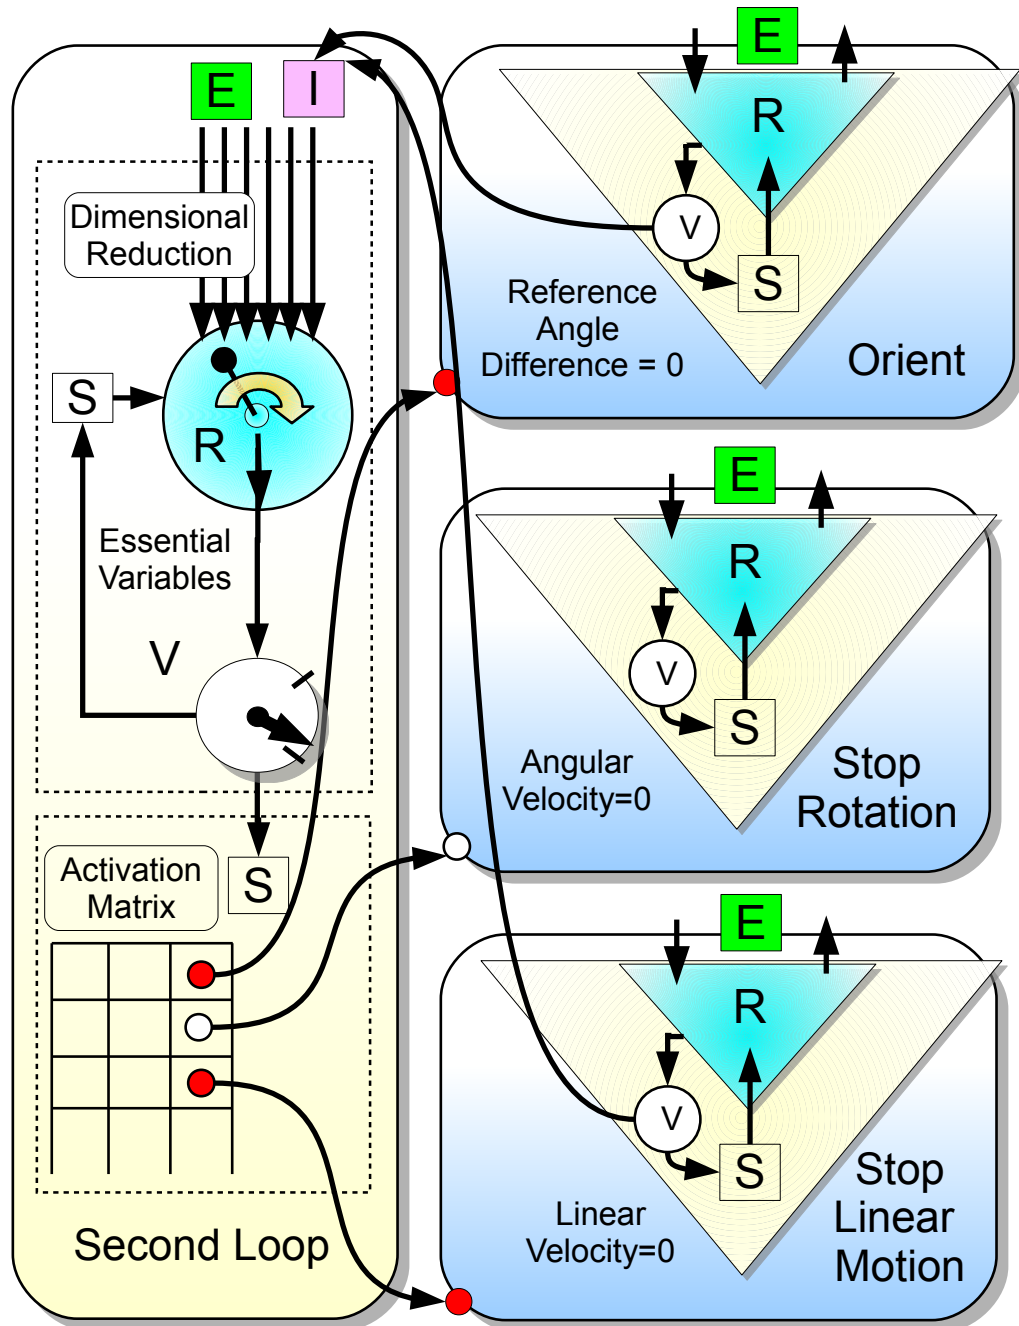 E
I
Dimensional
Reduction
S
R
Essential
Variables
V
Activation
Matrix
S
Second Loop
E
R
V
S
Reference
Angle
Difference = 0
Orient
E
R
V
S
Angular
Velocity=0
Stop
Rotation
E
R
V
S
Linear
Velocity=0
Stop
Linear
Motion